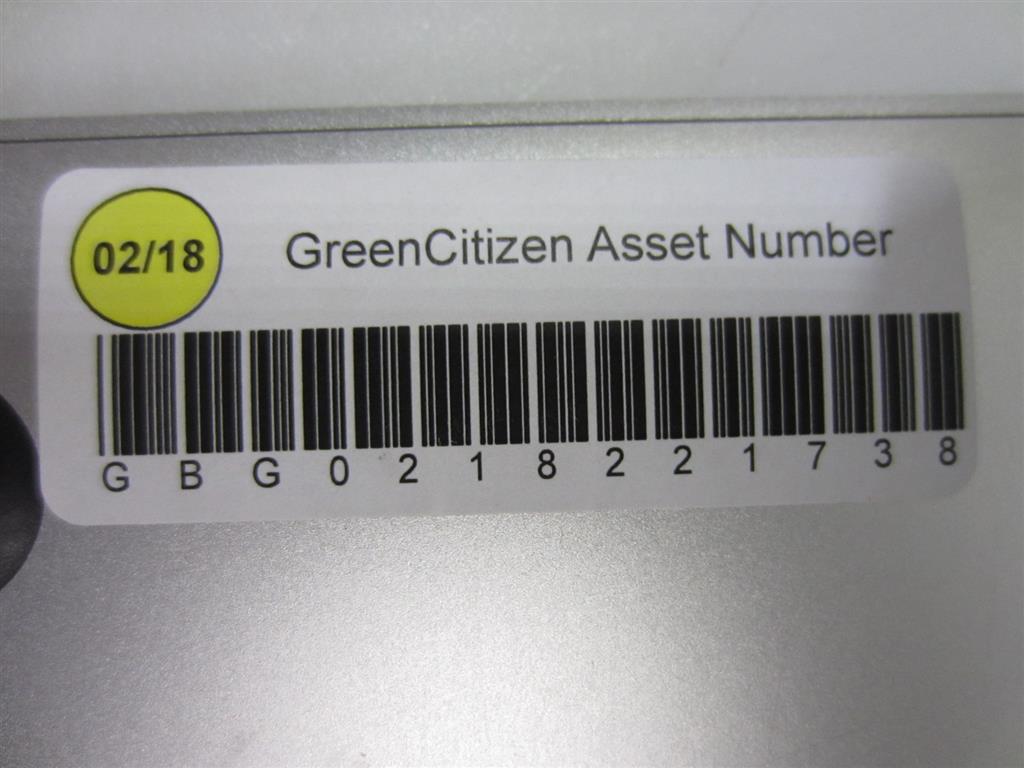 02/18
GreenCitizen Asset Number
G B G 0 2 1 8 2 2 1 7 3 8